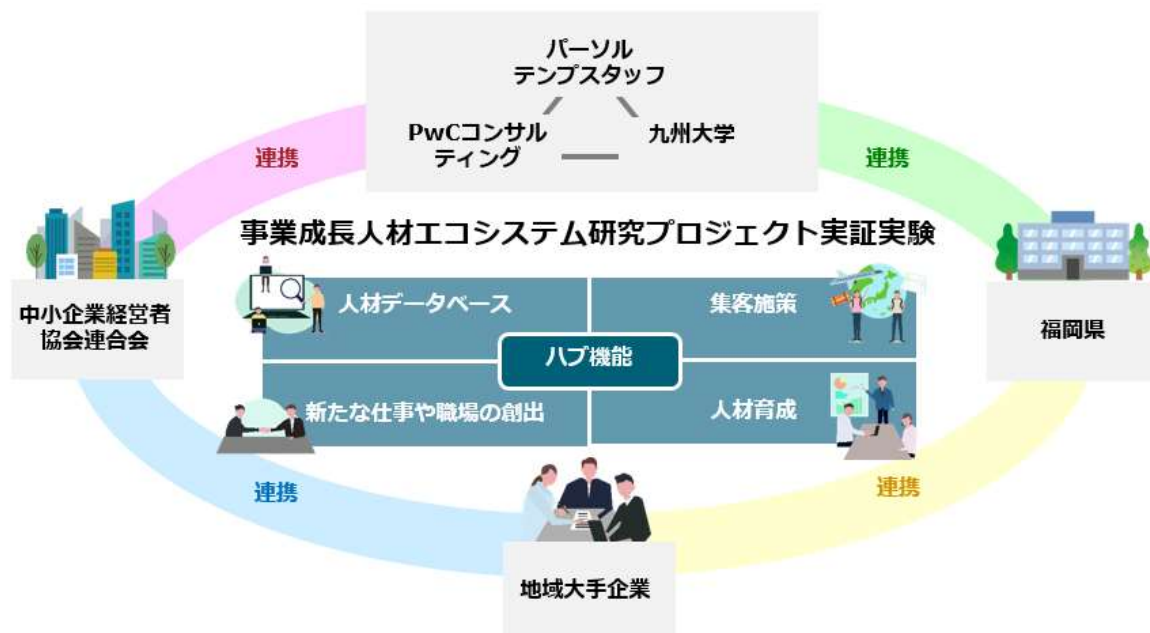 パーソル
テンプスタッフ
PwCコンサル
ティング
九州大学
連携
連携
事業成長人材エコシステム研究プロジェクト実証実験
中小企業経営者
協会連合会
人材データベース
集客施策
福岡県
ハブ機能
新たな仕事や職場の創出
人材育成
連携
連携
地域大手企業